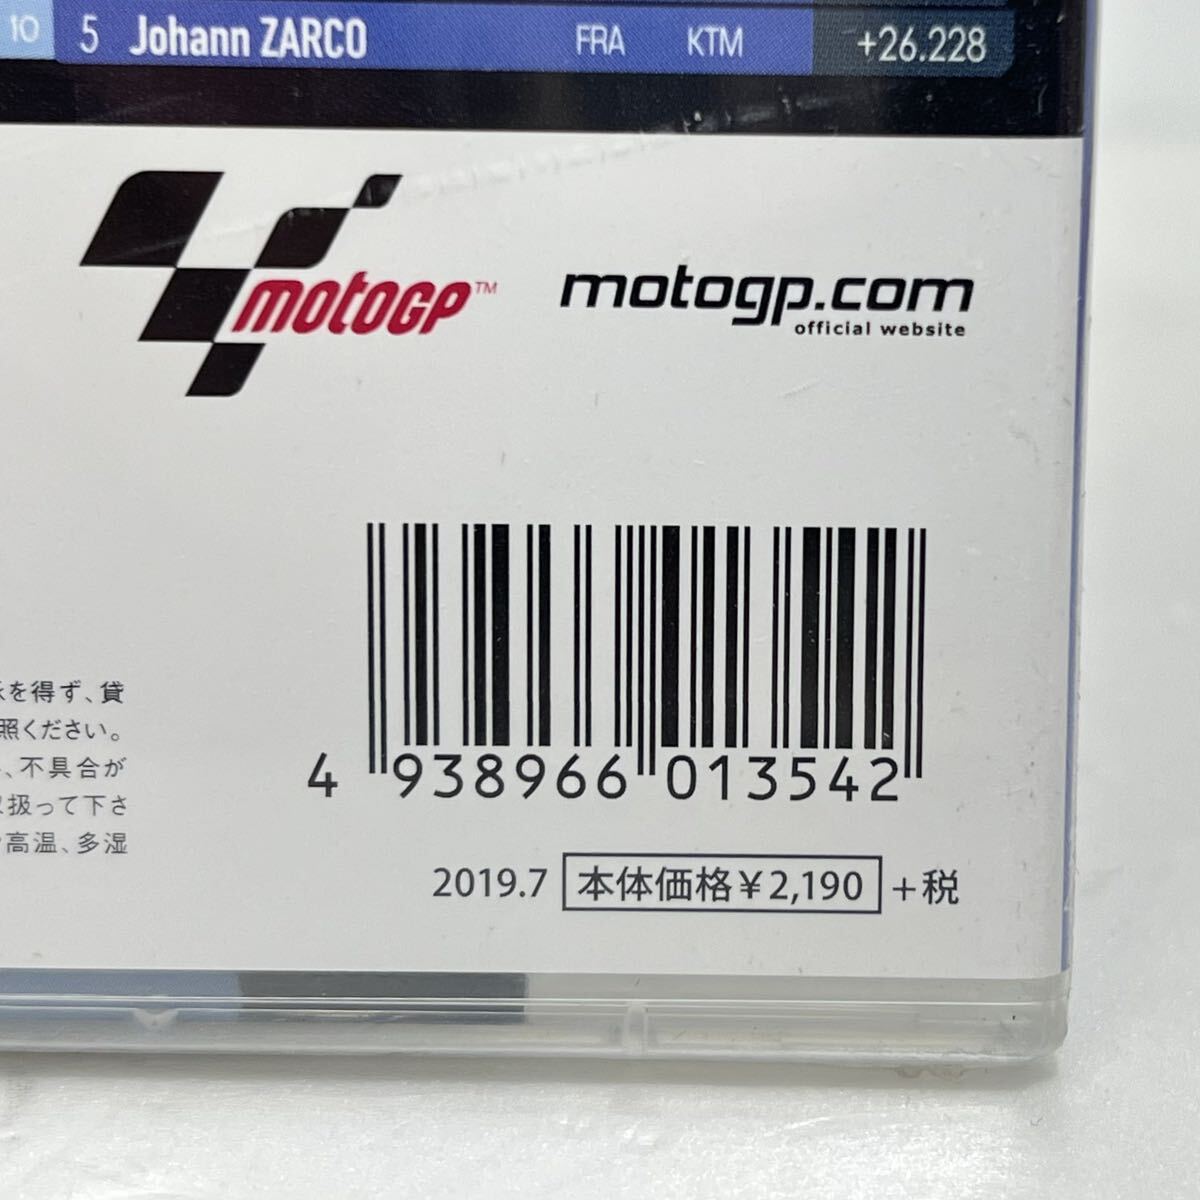 10 5 Johann ZARCO FRA KTM +26.228
motoGP™
motogp.com
official website
を得ず、貸
照ください。
、不具合が
扱って下さ
高温、多湿
4 938966 013542
2019.7 本体価格¥2,190 +税